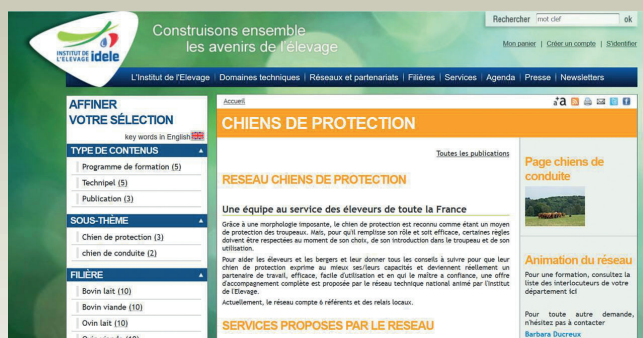 Construisons ensemble
les avenirs de l'élevage
Rechercher mot clef ok
Mon panier | Créer un compte | S'identifier
INSTITUT DE
L'ELEVAGE idele
L'Institut de l'Elevage | Domaines techniques | Réseaux et partenariats | Filières | Services | Agenda | Presse | Newsletters
AFFINER
VOTRE SÉLECTION
key words in English
TYPE DE CONTENUS
Programme de formation (5)
Technipel (5)
Publication (3)
SOUS-THÈME
Chien de protection (3)
chien de conduite (2)
FILIÈRE
Bovin lait (10)
Bovin viande (10)
Ovin lait (10)
Accueil
aa
CHIENS DE PROTECTION
Toutes les publications
RESEAU CHIENS DE PROTECTION
Une équipe au service des éleveurs de toute la France
Grâce à une morphologie imposante, le chien de protection est reconnu comme étant un moyen
de protection des troupeaux. Mais, pour qu'il remplisse son rôle et soit efficace, certaines règles
doivent être respectées au moment de son choix, de son introduction dans le troupeau et de son
utilisation.
Pour aider les éleveurs et les bergers et leur donner tous les conseils à suivre pour que leur
chien de protection exprime au mieux ses/leurs capacités et deviennent réellement un
partenaire de travail, efficace, facile d'utilisation et en qui le maître a confiance, une offre
d'accompagnement complète est proposée par le réseau technique national animé par l'Institut
de l'Elevage.
Actuellement, le réseau compte 6 référents et des relais locaux.
SERVICES PROPOSES PAR LE RESEAU
Page chiens de
conduite
Animation du réseau
Pour une formation, consultez la
liste des interlocuteurs de votre
département ici
Pour toute autre demande,
n'hésitez pas à contacter
Barbara Ducreux